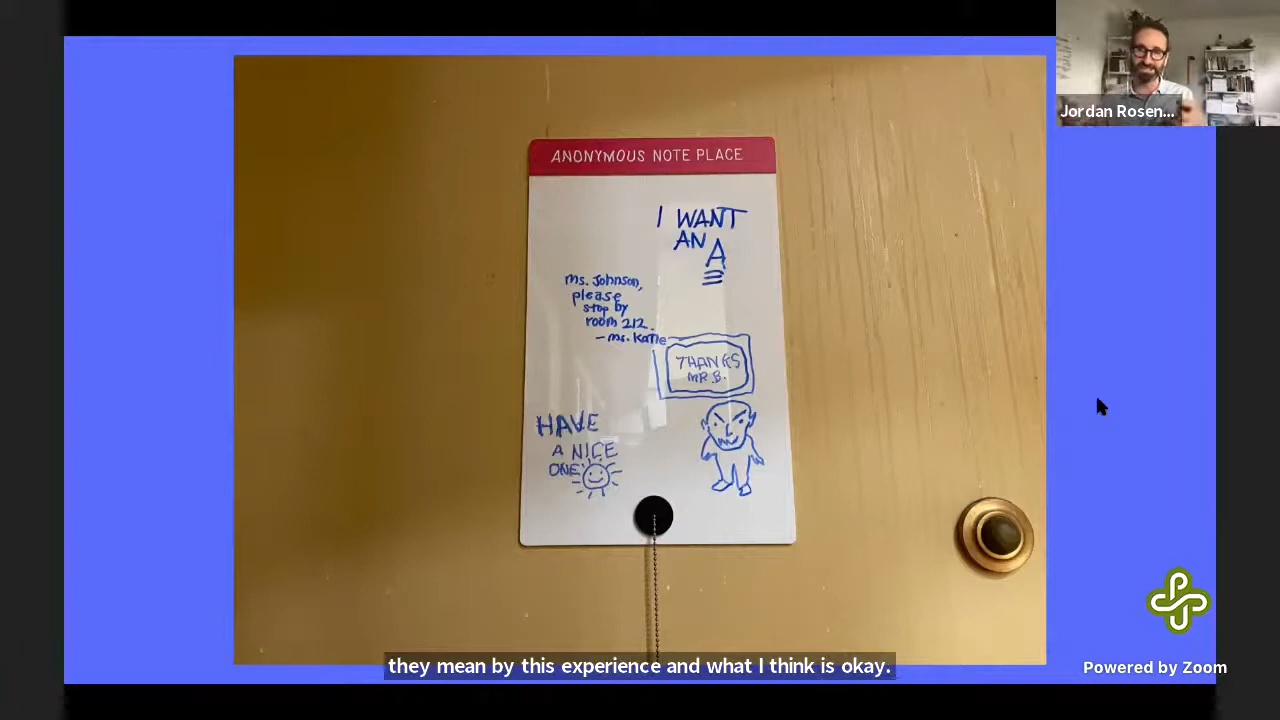 ANONYMOUS NOTE PLACE
I WANT
AN A
ms. Johnson,
please
stop by
room 212.
– ms. Katie
THANKS
MR B.
HAVE
A NICE
ONE
Jordan Rosen...
they mean by this experience and what I think is okay.
Powered by Zoom